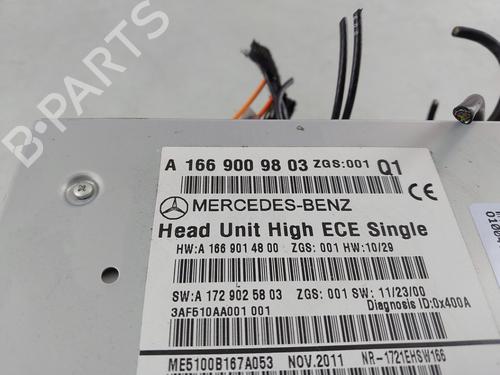 B-PARTS
A 166 900 98 03 ZGS:001 Q1
MERCEDES-BENZ
CE
Head Unit High ECE Single
HW:A 166 901 48 00 ZGS: 001 HW:10/29
SW:A 172 902 58 03 ZGS: 001 SW: 11/23/00
3AF510AA001 001 Diagnosis ID:0x400A
ME5100B167A053 NOV.2011 NR-1721EHSW166